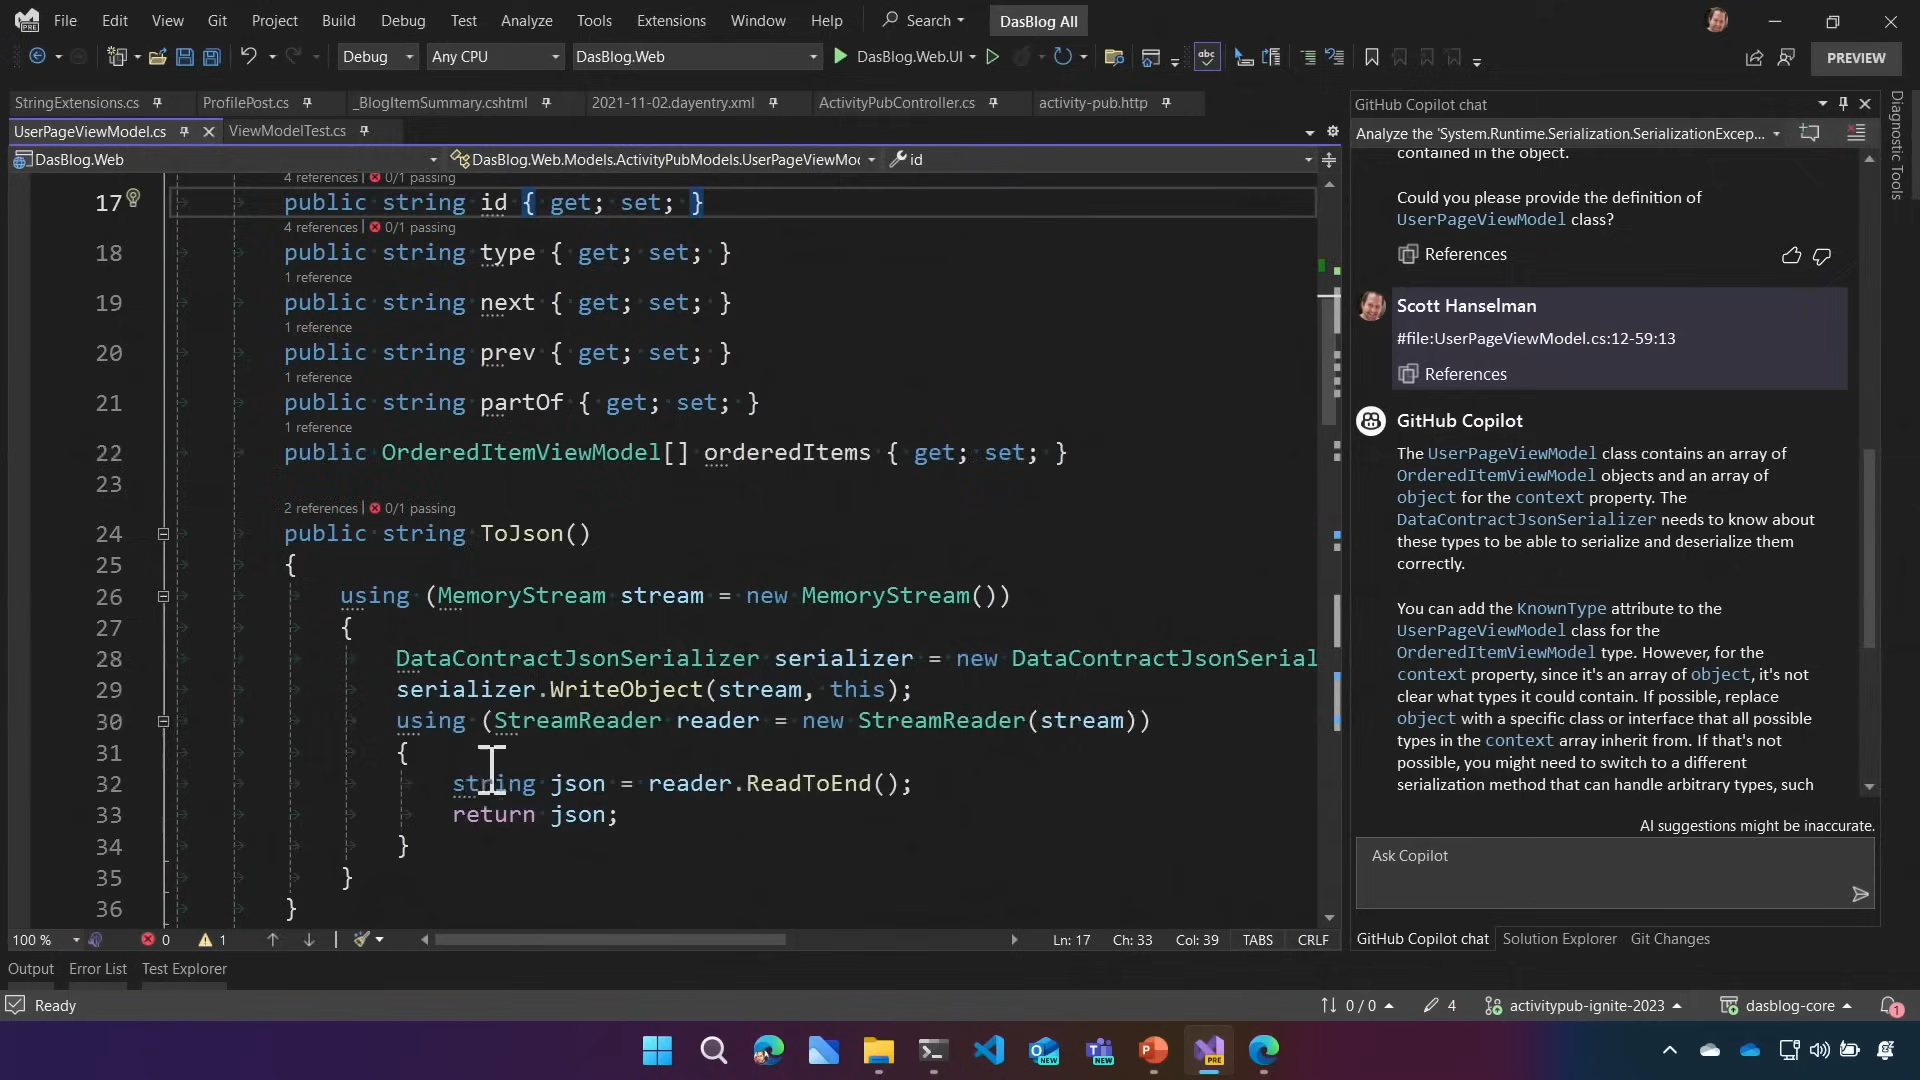 File Edit View Git Project Build Debug Test Analyze Tools Extensions Window Help Search DasBlog All
Debug Any CPU DasBlog.Web DasBlog.Web.UI abc PREVIEW
StringExtensions.cs ProfilePost.cs _BlogItemSummary.cshtml 2021-11-02.dayentry.xml ActivityPubController.cs activity-pub.http
UserPageViewModel.cs ViewModelTest.cs
DasBlog.Web DasBlog.Web.Models.ActivityPubModels.UserPageViewMo id
4 references | 0/1 passing
17 public string id { get; set; }
4 references | 0/1 passing
18 public string type { get; set; }
1 reference
19 public string next { get; set; }
1 reference
20 public string prev { get; set; }
1 reference
21 public string partOf { get; set; }
1 reference
22 public OrderedItemViewModel[] orderedItems { get; set; }
23
2 references | 0/1 passing
24 public string ToJson()
25 {
26 using (MemoryStream stream = new MemoryStream())
27 {
28 DataContractJsonSerializer serializer = new DataContractJsonSerial
29 serializer.WriteObject(stream, this);
30 using (StreamReader reader = new StreamReader(stream))
31 {
32 string json = reader.ReadToEnd();
33 return json;
34 }
35 }
36 }
100 % 0 1 Ln: 17 Ch: 33 Col: 39 TABS CRLF
GitHub Copilot chat
Analyze the 'System.Runtime.Serialization.SerializationExcep...
contained in the object.
Could you please provide the definition of
UserPageViewModel class?
References
Scott Hanselman
#file:UserPageViewModel.cs:12-59:13
References
GitHub Copilot
The UserPageViewModel class contains an array of
OrderedItemViewModel objects and an array of
object for the context property. The
DataContractJsonSerializer needs to know about
these types to be able to serialize and deserialize them
correctly.
You can add the KnownType attribute to the
UserPageViewModel class for the
OrderedItemViewModel type. However, for the
context property, since it's an array of object, it's not
clear what types it could contain. If possible, replace
object with a specific class or interface that all possible
types in the context array inherit from. If that's not
possible, you might need to switch to a different
serialization method that can handle arbitrary types, such
AI suggestions might be inaccurate.
Ask Copilot
GitHub Copilot chat Solution Explorer Git Changes
Diagnostic Tools
Output Error List Test Explorer
Ready 0 / 0 4 activitypub-ignite-2023 dasblog-core 1
PRE
NEW
NEW
PRE